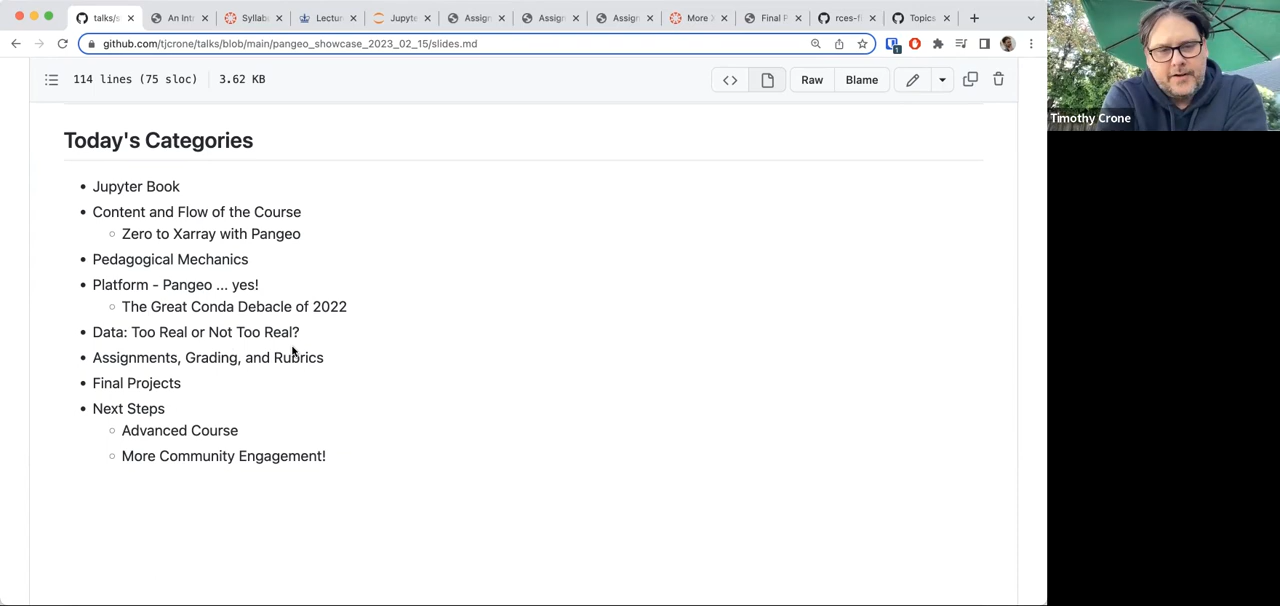 talks/s
An Int
Syllab
Lectur
Jupyte
Assign
Assign
Assign
More
Final P
rces-fi
Topics
github.com/tjcrone/talks/blob/main/pangeo_showcase_2023_02_15/slides.md
1
114 lines (75 sloc) 3.62 KB
Raw Blame
Timothy Crone
Today's Categories
• Jupyter Book
• Content and Flow of the Course
◦ Zero to Xarray with Pangeo
• Pedagogical Mechanics
• Platform - Pangeo ... yes!
◦ The Great Conda Debacle of 2022
• Data: Too Real or Not Too Real?
• Assignments, Grading, and Rubrics
• Final Projects
• Next Steps
◦ Advanced Course
◦ More Community Engagement!